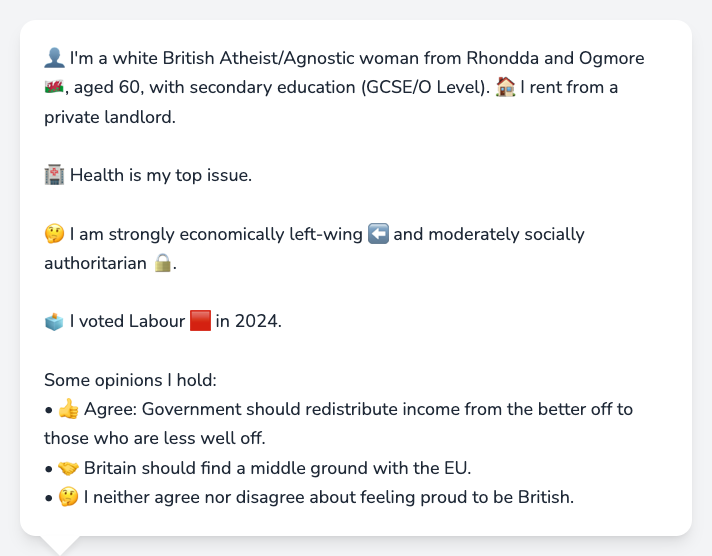 👤 I'm a white British Atheist/Agnostic woman from Rhondda and Ogmore
🏴󠁧󠁢󠁷󠁬󠁳󠁿, aged 60, with secondary education (GCSE/O Level). 🏠 I rent from a
private landlord.
🏥 Health is my top issue.
🤔 I am strongly economically left-wing ⬅️ and moderately socially
authoritarian 🔒.
🗳️ I voted Labour 🟥 in 2024.
Some opinions I hold:
• 👍 Agree: Government should redistribute income from the better off to
those who are less well off.
• 🤝 Britain should find a middle ground with the EU.
• 🤔 I neither agree nor disagree about feeling proud to be British.